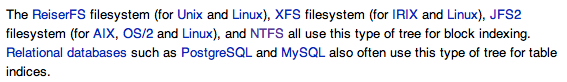 The ReiserFS filesystem (for Unix and Linux), XFS filesystem (for IRIX and Linux), JFS2
filesystem (for AIX, OS/2 and Linux), and NTFS all use this type of tree for block indexing.
Relational databases such as PostgreSQL and MySQL also often use this type of tree for table
indices.